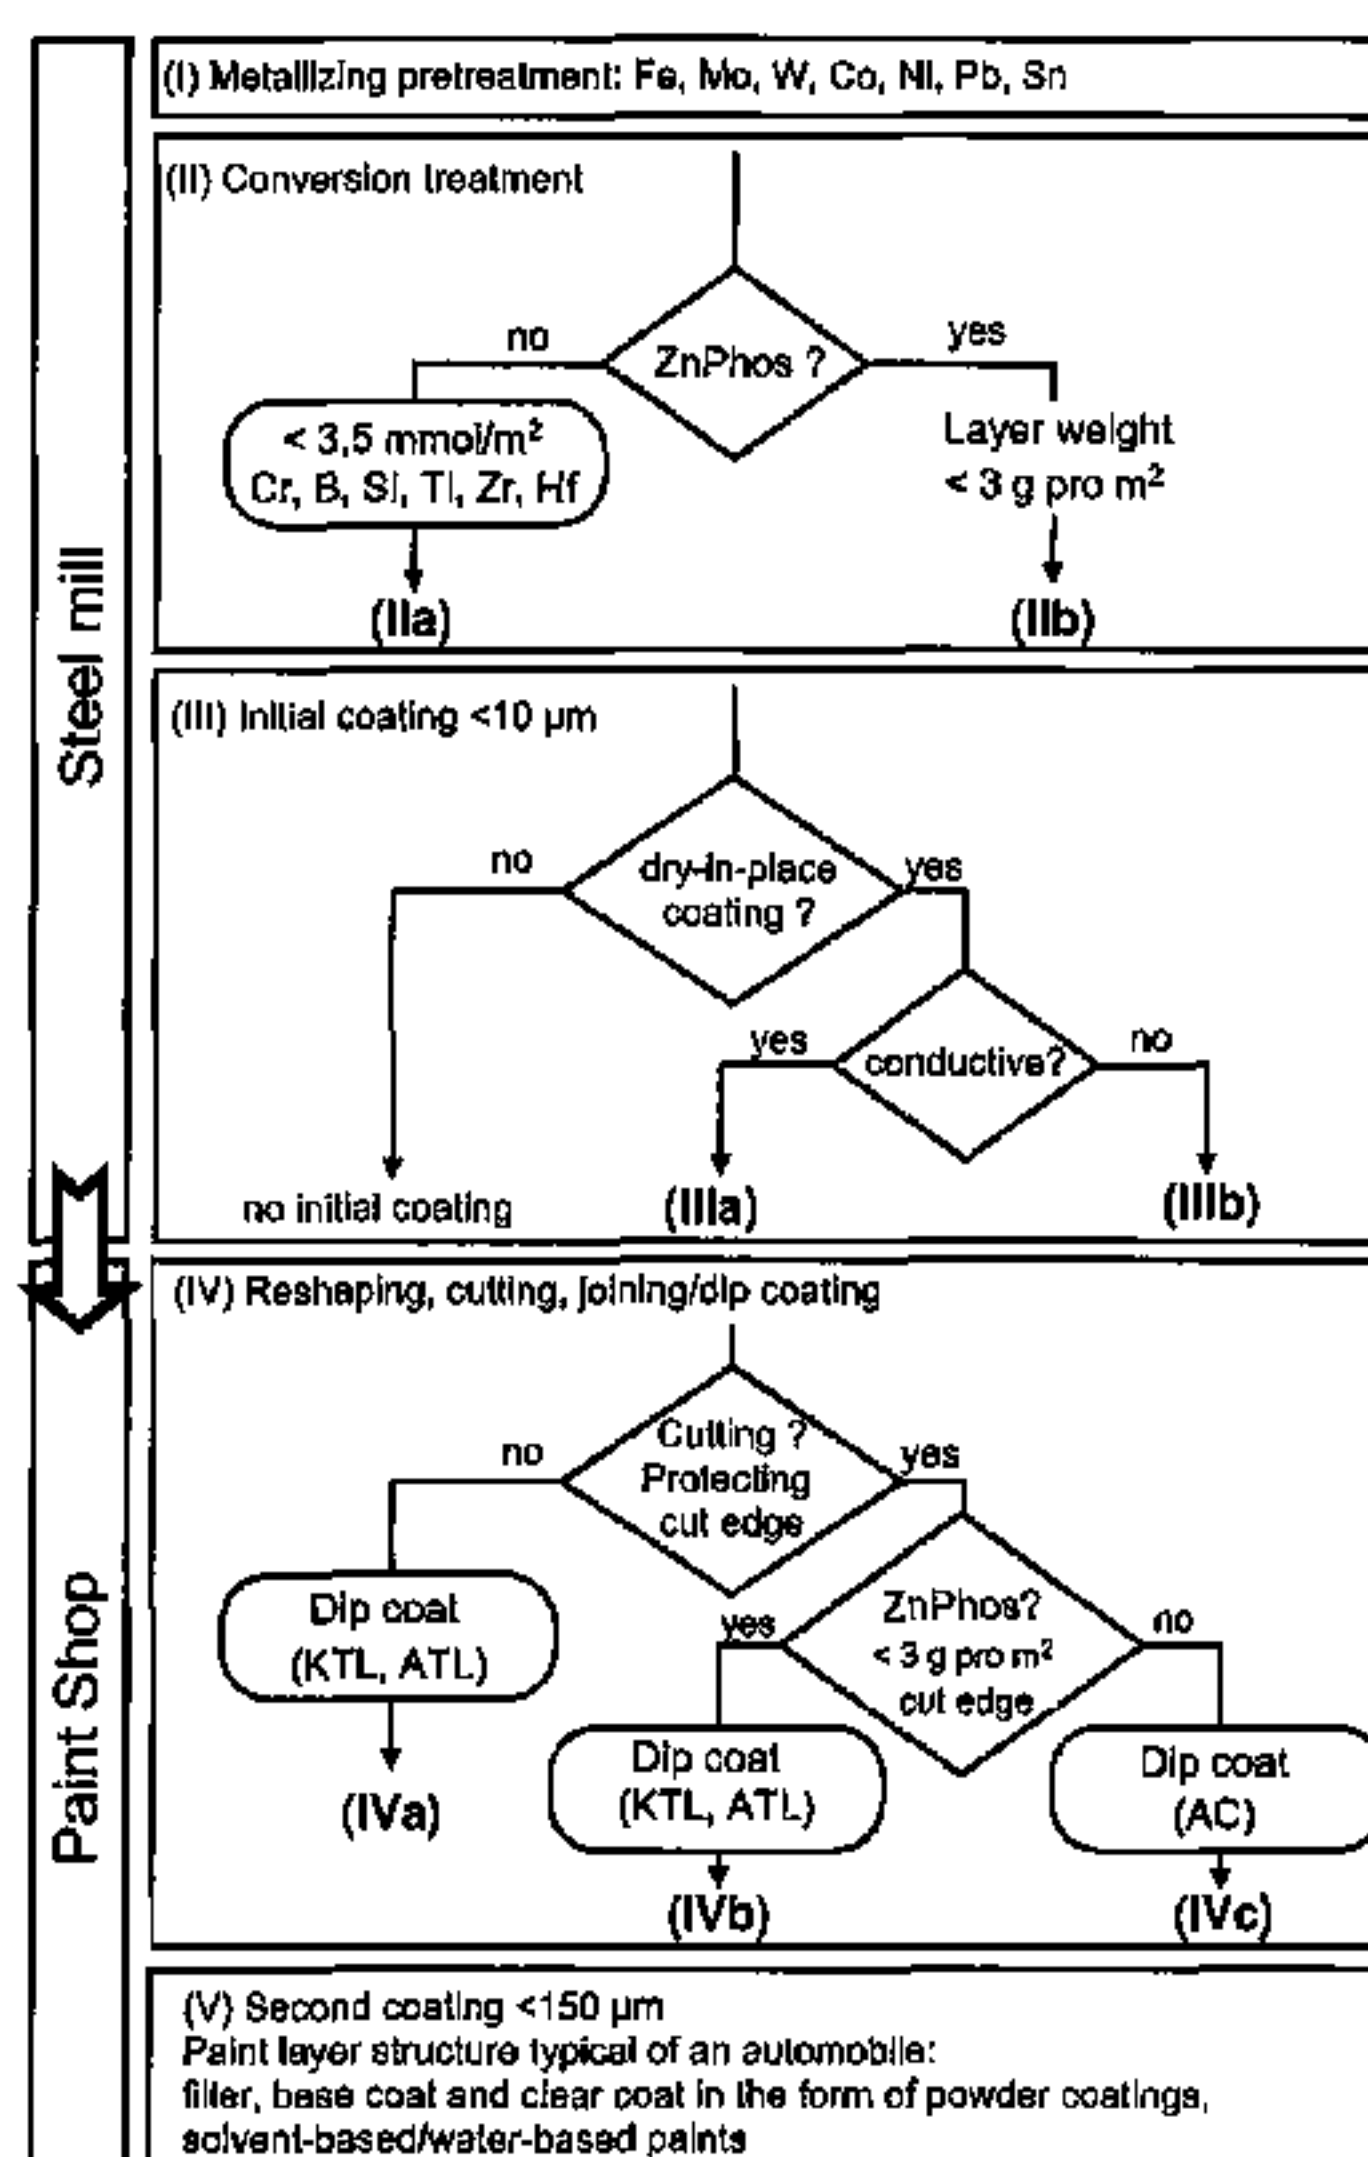 Steel mill
(I) Metallizing pretreatment: Fe, Mo, W, Co, Ni, Pb, Sn
(II) Conversion treatment
ZnPhos ?
no
yes
< 3,5 mmol/m²
Cr, B, Si, Ti, Zr, Hf
(IIa)
Layer weight
< 3 g pro m²
(IIb)
(III) Initial coating <10 µm
dry-in-place
coating ?
no
yes
conductive?
yes
no
no initial coating
(IIIa)
(IIIb)
Paint Shop
(IV) Reshaping, cutting, joining/dip coating
Cutting ?
Protecting
cut edge
no
yes
ZnPhos?
< 3 g pro m²
cut edge
yes
no
Dip coat
(KTL, ATL)
(IVa)
Dip coat
(KTL, ATL)
(IVb)
Dip coat
(AC)
(IVc)
(V) Second coating <150 µm
Paint layer structure typical of an automobile:
filler, base coat and clear coat in the form of powder coatings,
solvent-based/water-based paints